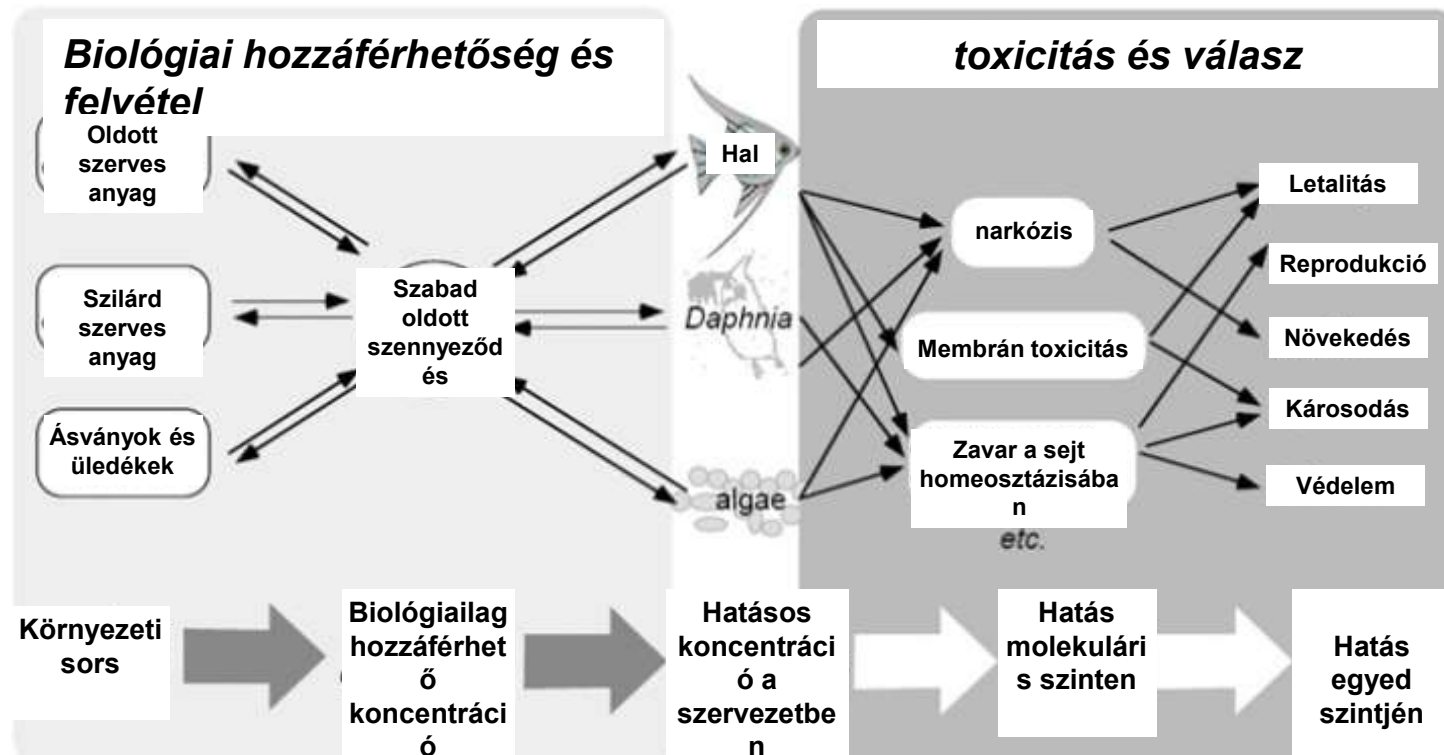 Biológiai hozzáférhetőség és
felvétel
toxicitás és válasz
Oldott
szerves
anyag
Szilárd
szerves
anyag
Ásványok és
üledékek
Szabad
oldott
szennyeződ
és
Hal
Daphnia
algae
narkózis
Membrán toxicitás
Zavar a sejt
homeosztázisába
n
etc.
Letalitás
Reprodukció
Növekedés
Károsodás
Védelem
Környezeti
sors
Biológiailag
hozzáférhet
ő
koncentráci
ó
Hatásos
koncentráci
ó a
szervezetbe
n
Hatás
molekulári
s szinten
Hatás
egyed
szintjén